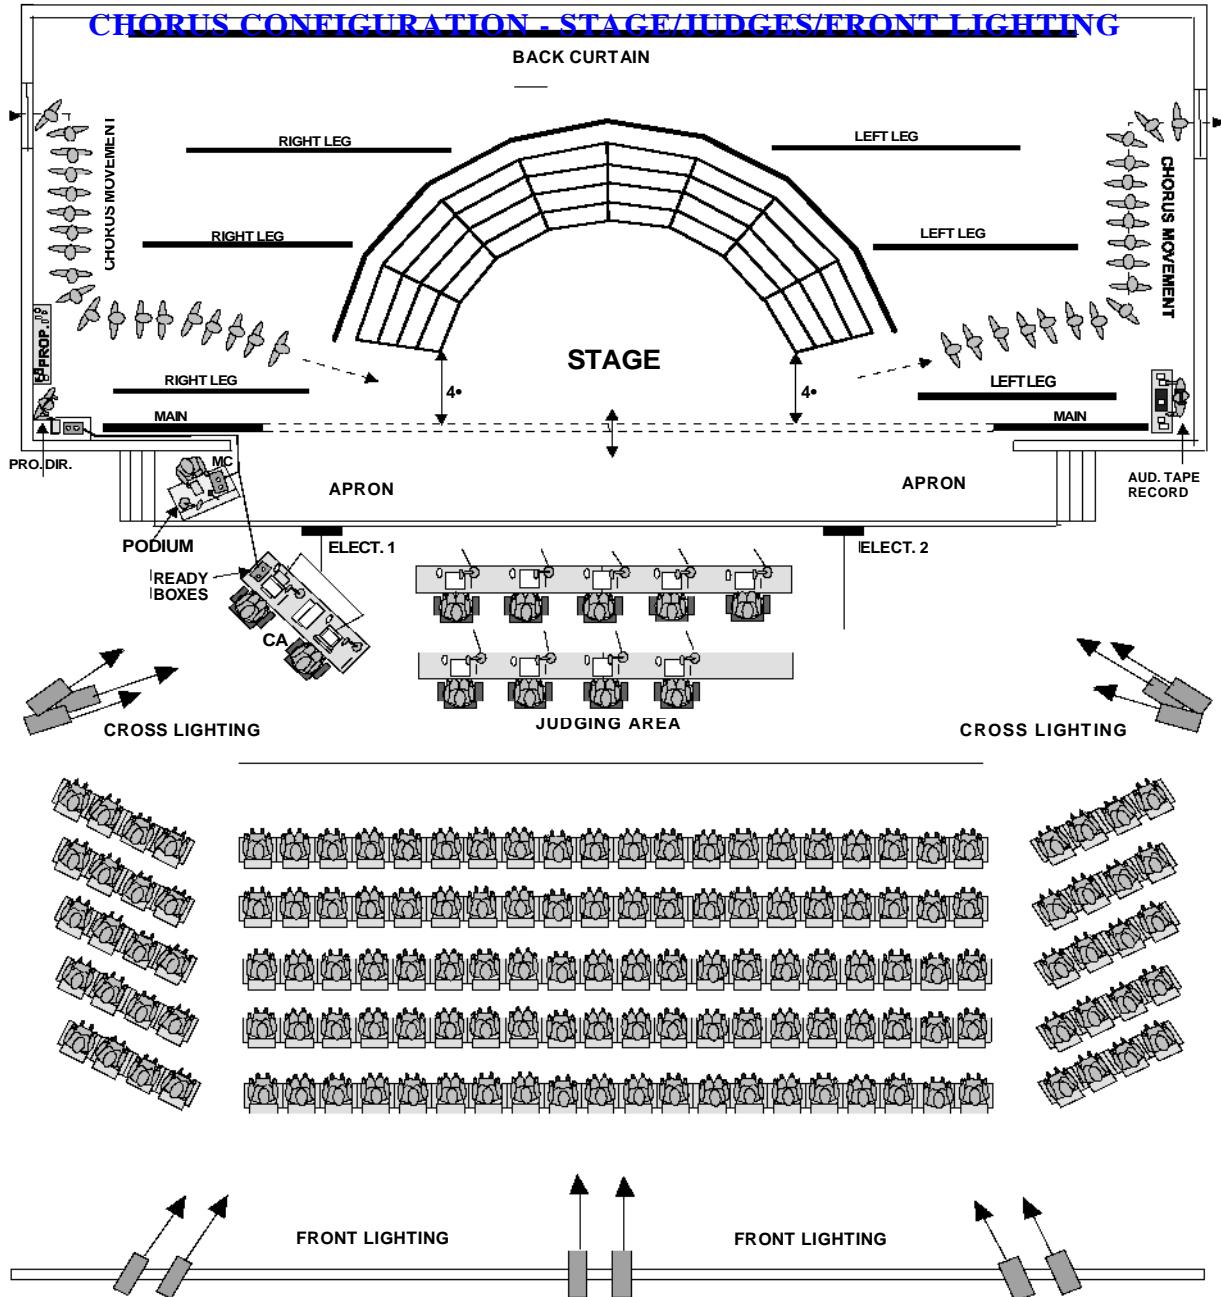 CHORUS CONFIGURATION - STAGE/JUDGES/FRONT LIGHTING
BACK CURTAIN
RIGHT LEG
LEFT LEG
CHORUS MOVEMENT
CHORUS MOVEMENT
RIGHT LEG
LEFT LEG
PROP.
STAGE
RIGHT LEG
4•
4•
LEFT LEG
MAIN
MAIN
PRO. DIR.
MC
APRON
APRON
AUD. TAPE
RECORD
PODIUM
ELECT. 1
ELECT. 2
READY
BOXES
CA
JUDGING AREA
CROSS LIGHTING
CROSS LIGHTING
FRONT LIGHTING
FRONT LIGHTING